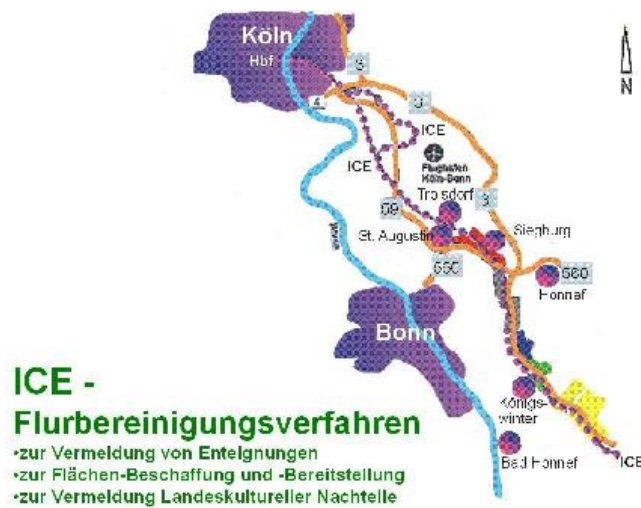 Köln
Hbf
3
4
3
N
ICE
ICE
Flughafen
Köln-Bonn
Troisdorf
59
3
St. Augustin
Siegburg
560
560
Honnef
Bonn
ICE -
Flurbereinigungsverfahren
•zur Vermeidung von Enteignungen
•zur Flächen-Beschaffung und -Bereitstellung
•zur Vermeidung Landeskultureller Nachteile
Königs-
winter
Bad Honnef
ICE